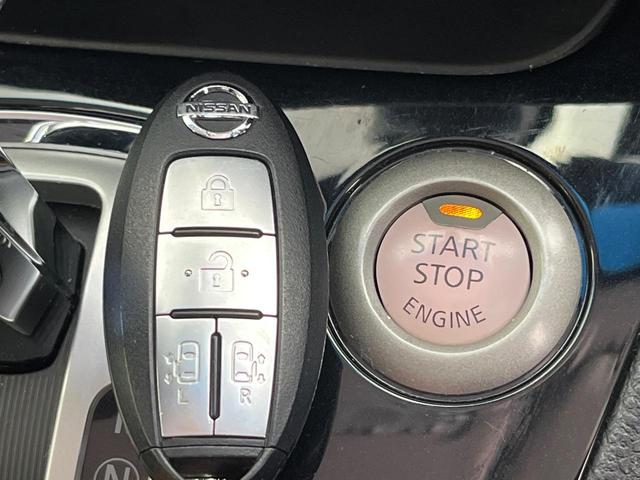 NISSAN
START
STOP
ENGINE
L R
N